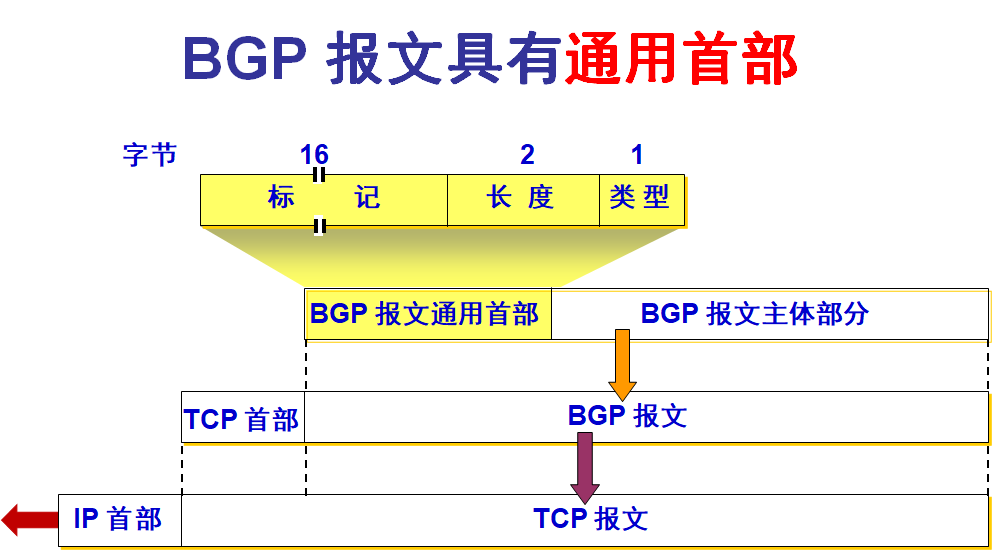 BGP 报文具有通用首部
字节 16 2 1
标 记 长 度 类 型
BGP 报文通用首部 BGP 报文主体部分
TCP 首部 BGP 报文
IP 首部 TCP 报文